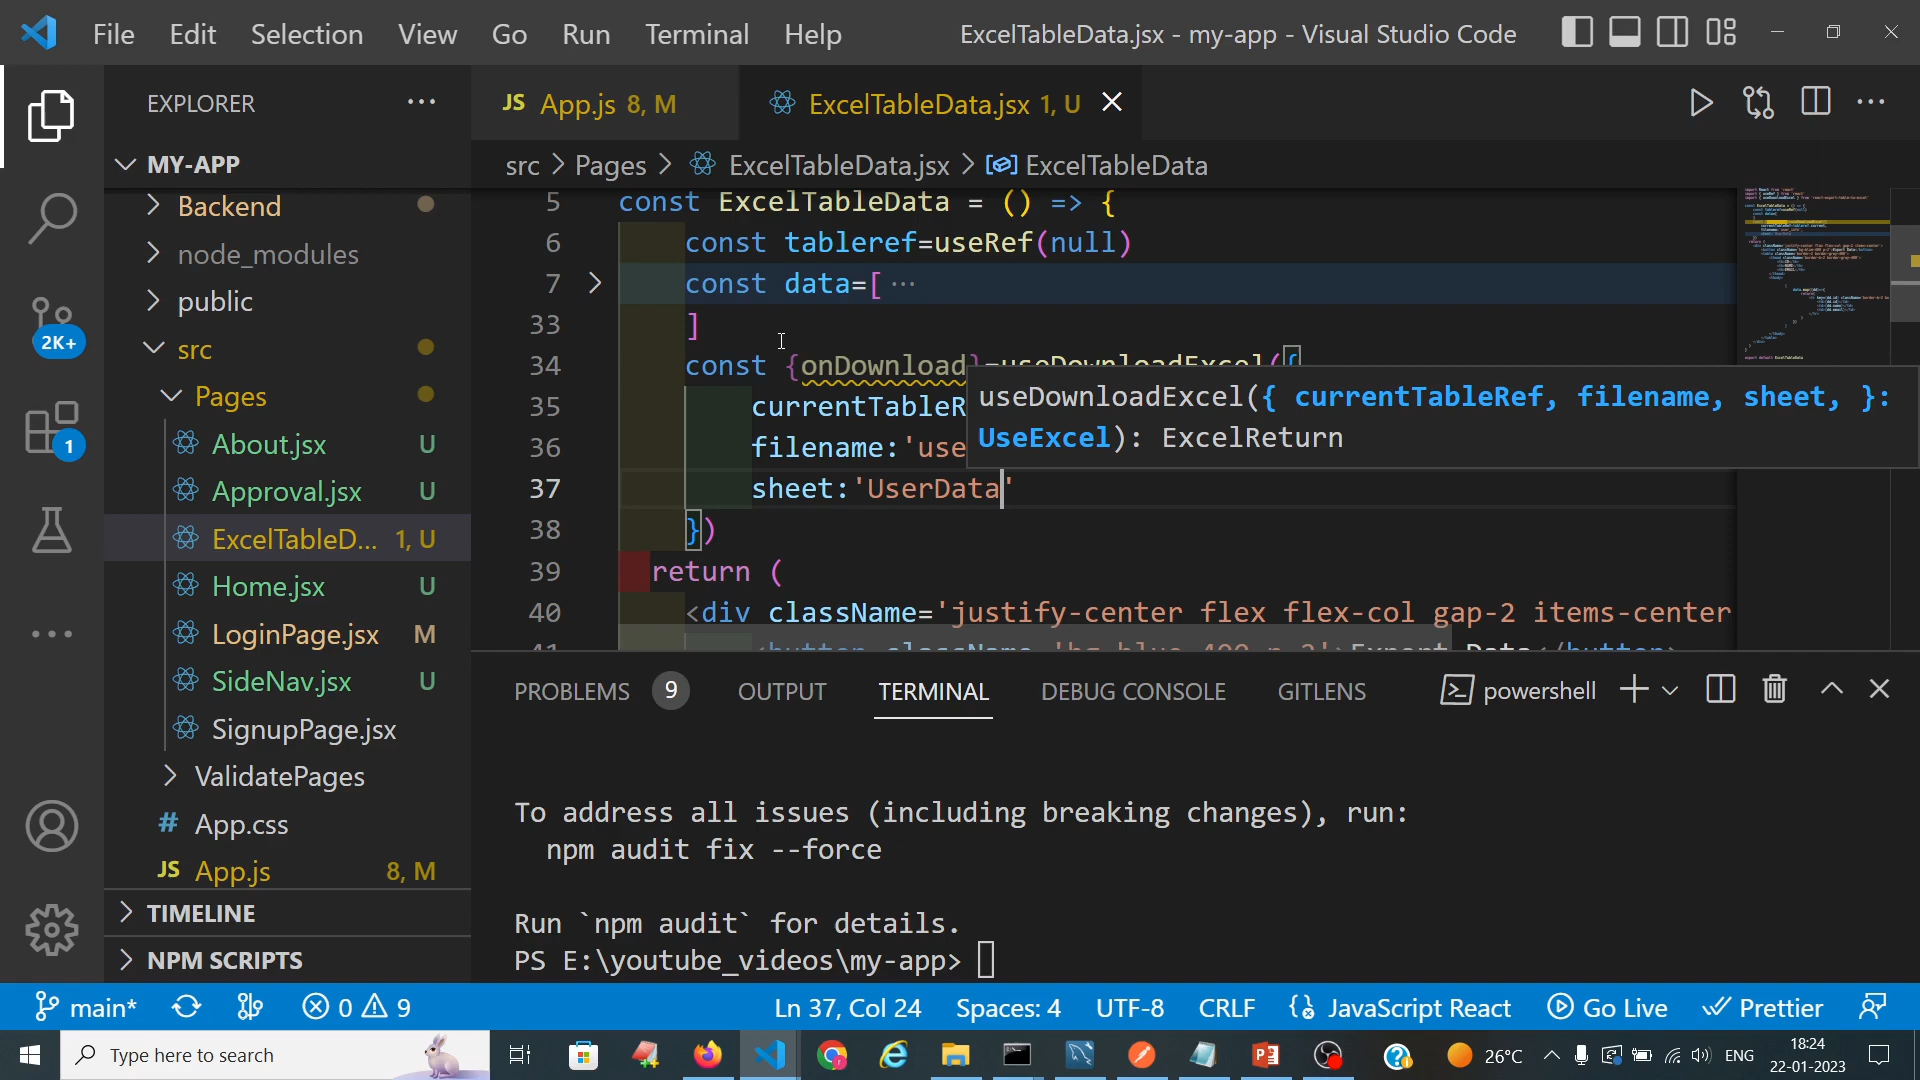 File Edit Selection View Go Run Terminal Help
ExcelTableData.jsx - my-app - Visual Studio Code
EXPLORER
MY-APP
Backend
node_modules
public
src
Pages
About.jsx U
Approval.jsx U
ExcelTableD... 1, U
Home.jsx U
LoginPage.jsx M
SideNav.jsx U
SignupPage.jsx
ValidatePages
# App.css
JS App.js 8, M
TIMELINE
NPM SCRIPTS
2K+
1
JS App.js 8, M
ExcelTableData.jsx 1, U
src > Pages > ExcelTableData.jsx > ExcelTableData
5 const ExcelTableData = () => {
6 const tableref=useRef(null)
7 const data=[ ...
33 ]
34 const {onDownload}=useDownloadExcel({
35 currentTableR
36 filename:'use
37 sheet:'UserData'
38 })
39 return (
40 <div className='justify-center flex flex-col gap-2 items-center
useDownloadExcel({ currentTableRef, filename, sheet, }:
UseExcel): ExcelReturn
PROBLEMS 9 OUTPUT TERMINAL DEBUG CONSOLE GITLENS
powershell
To address all issues (including breaking changes), run:
npm audit fix --force
Run `npm audit` for details.
PS E:\youtube_videos\my-app>
main* 0 9
Ln 37, Col 24 Spaces: 4 UTF-8 CRLF JavaScript React Go Live Prettier
Type here to search
26°C ENG
18:24
22-01-2023